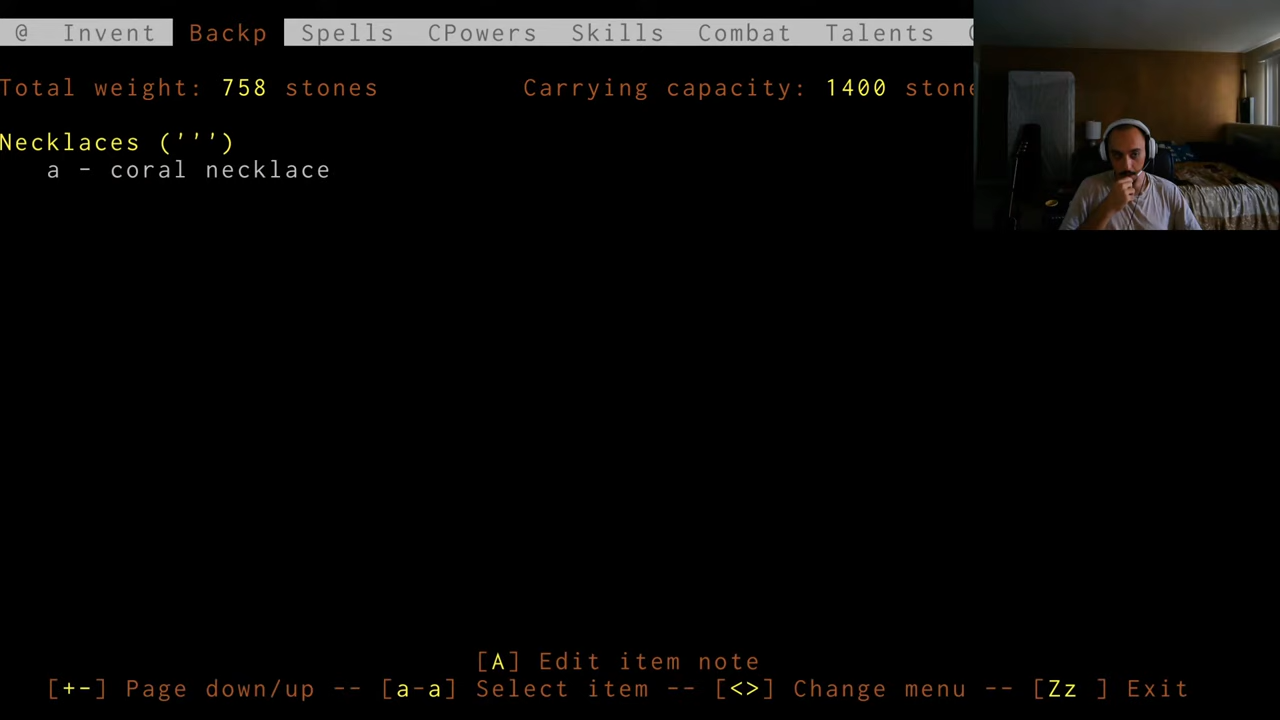 @ Invent Backp Spells CPowers Skills Combat Talents
Total weight: 758 stones Carrying capacity: 1400 stone
Necklaces (''')
a - coral necklace
[A] Edit item note
[+-] Page down/up -- [a-a] Select item -- [<>] Change menu -- [Zz ] Exit